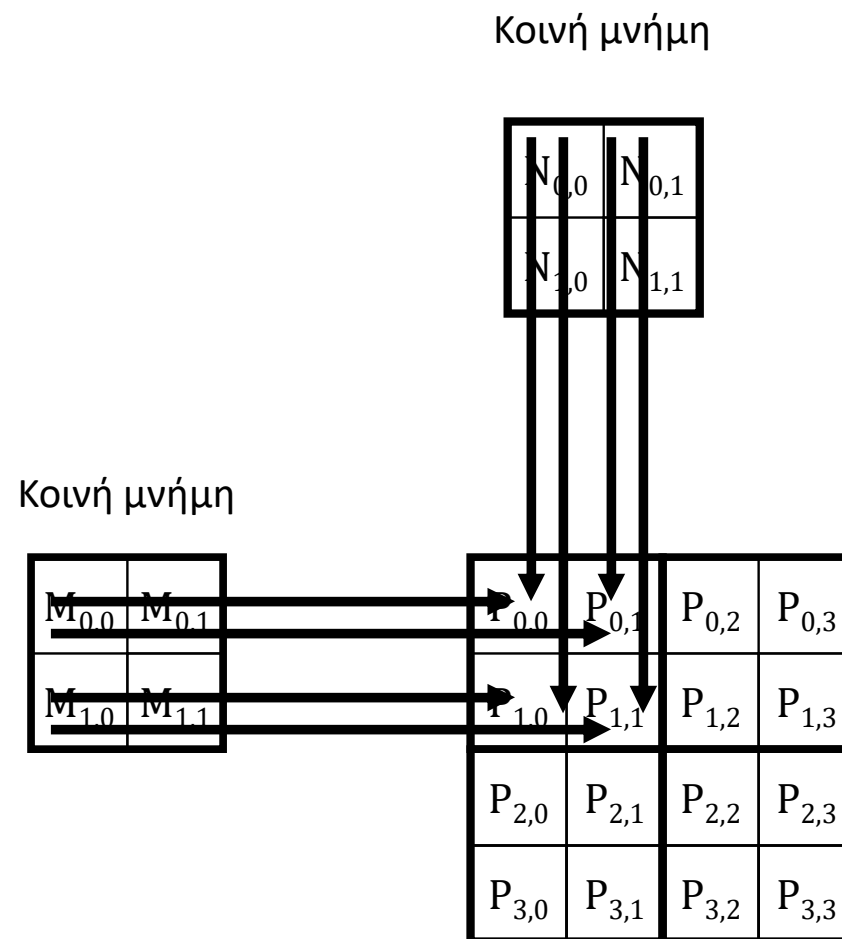 Κοινή μνήμη
N0,0 N0,1
N1,0 N1,1
Κοινή μνήμη
M0,0 M0,1 P0,0 P0,1 P0,2 P0,3
M1,0 M1,1 P1,0 P1,1 P1,2 P1,3
P2,0 P2,1 P2,2 P2,3
P3,0 P3,1 P3,2 P3,3